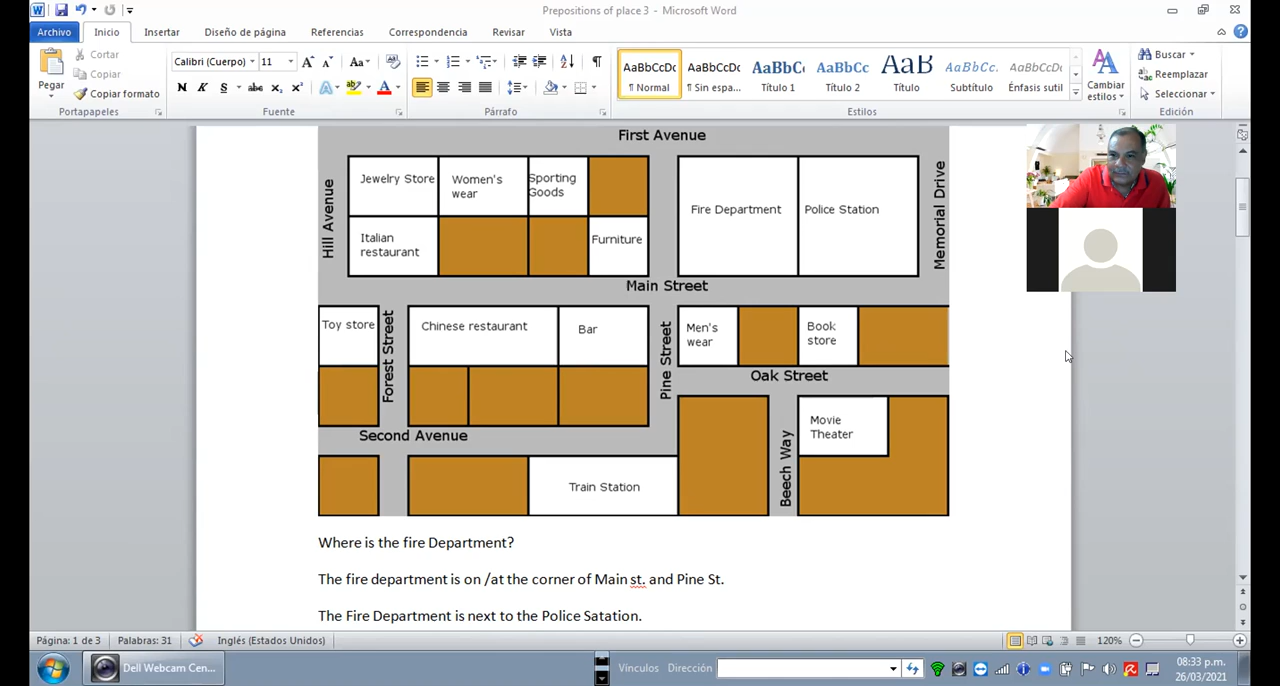 Prepositions of place 3 - Microsoft Word
Archivo Inicio Insertar Diseño de página Referencias Correspondencia Revisar Vista
Pegar
Cortar
Copiar
Copiar formato
Portapapeles
Calibri (Cuerpo) 11
Fuente
Párrafo
AaBbCcDc AaBbCcDc AaBbC AaBbCc AaB AaBbCc. AaBbCcDc
¶ Normal ¶ Sin espa... Título 1 Título 2 Título Subtítulo Énfasis sutil
Estilos
Cambiar
estilos
Buscar
Reemplazar
Seleccionar
Edición
First Avenue
Hill Avenue
Jewelry Store
Women's
wear
Sporting
Goods
Fire Department
Police Station
Memorial Drive
Italian
restaurant
Furniture
Main Street
Toy store
Forest Street
Chinese restaurant
Bar
Pine Street
Men's
wear
Book
store
Oak Street
Second Avenue
Beech Way
Movie
Theater
Train Station
Where is the fire Department?
The fire department is on /at the corner of Main st. and Pine St.
The Fire Department is next to the Police Satation.
Página: 1 de 3 Palabras: 31 Inglés (Estados Unidos) 120%
Dell Webcam Cen...
Vínculos Dirección
08:33 p.m.
26/03/2021